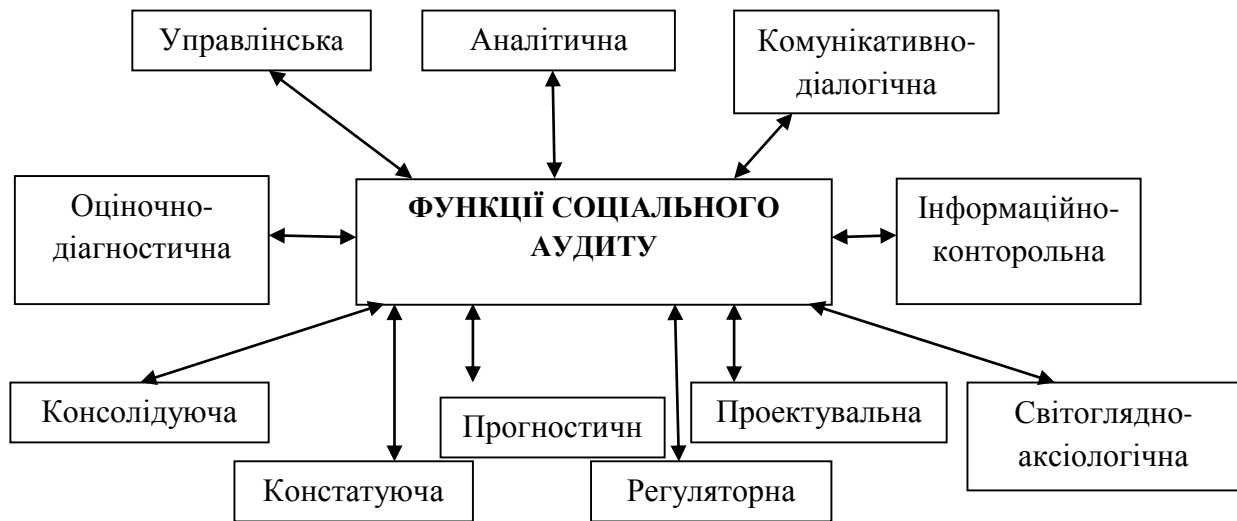 Управлінська
Аналітична
Комунікативно-
діалогічна
Оціночно-
діагностична
ФУНКЦІЇ СОЦІАЛЬНОГО
АУДИТУ
Інформаційно-
конторольна
Консолідуюча
Прогностичн
Проектувальна
Світоглядно-
аксіологічна
Констатуюча
Регуляторна